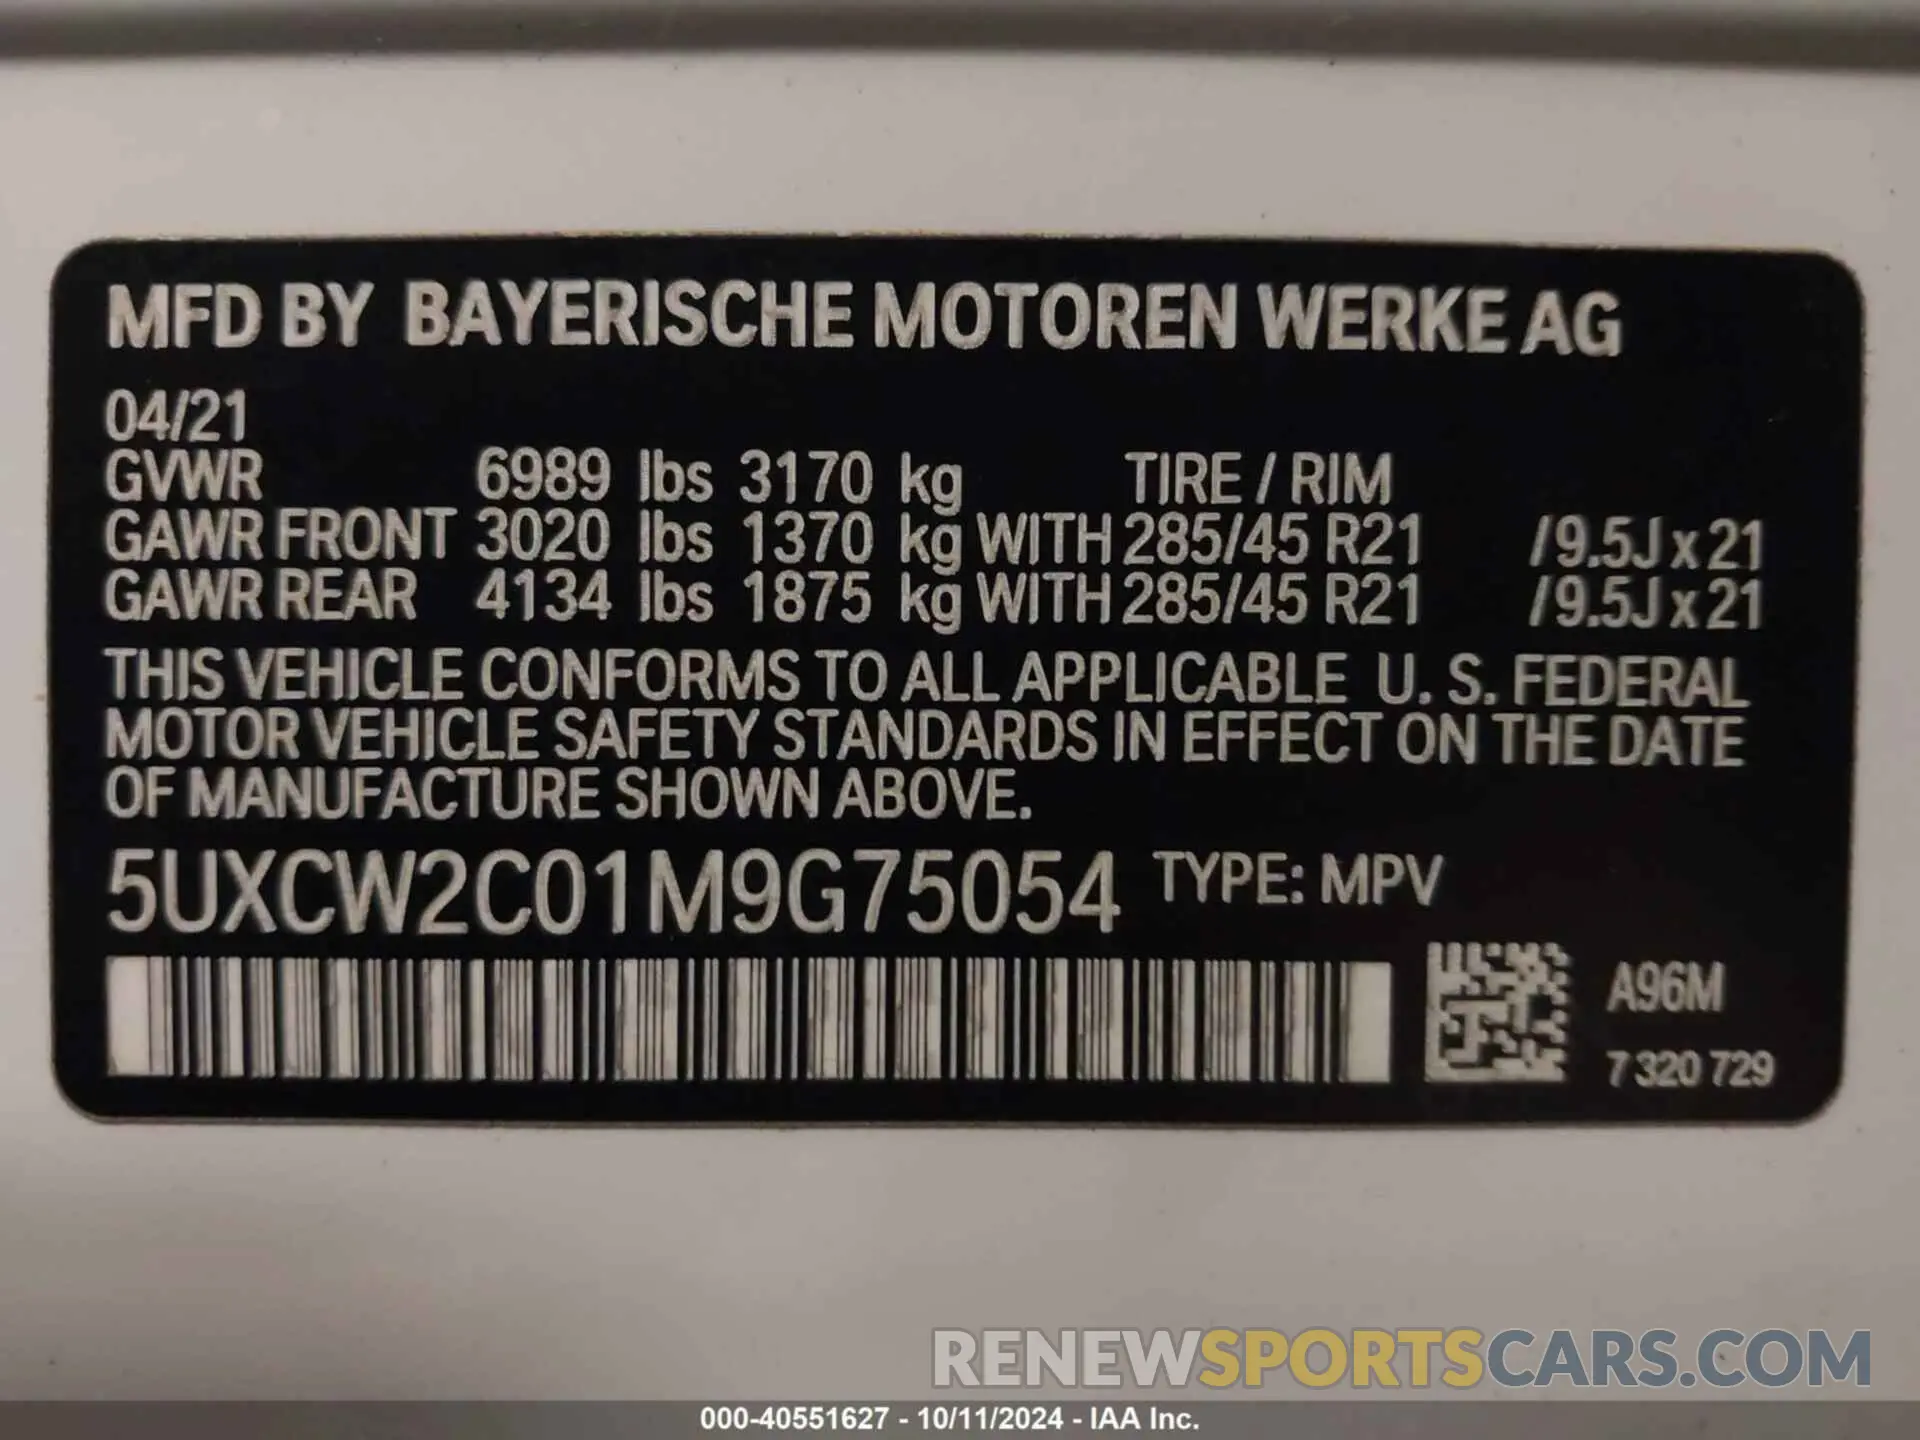 MFD BY BAYERISCHE MOTOREN WERKE AG
04/21
GVWR 6989 lbs 3170 kg TIRE / RIM
GAWR FRONT 3020 lbs 1370 kg WITH 285/45 R21 /9.5J x 21
GAWR REAR 4134 lbs 1875 kg WITH 285/45 R21 /9.5J x 21
THIS VEHICLE CONFORMS TO ALL APPLICABLE U. S. FEDERAL
MOTOR VEHICLE SAFETY STANDARDS IN EFFECT ON THE DATE
OF MANUFACTURE SHOWN ABOVE.
5UXCW2C01M9G75054 TYPE: MPV
A96M
7 320 729
RENEWSPORTSCARS.COM
000-40551627 - 10/11/2024 - IAA Inc.